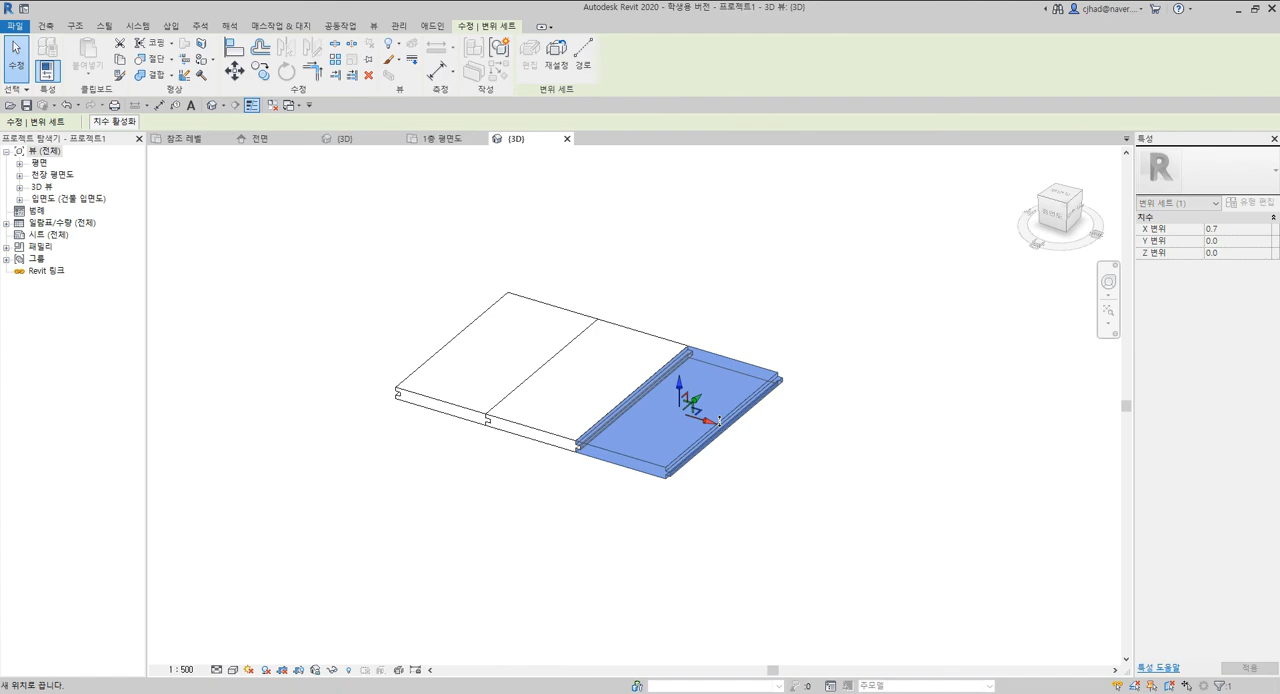 Autodesk Revit 2020 - 학생용 버전 - 프로젝트1 - 3D 뷰: {3D}
cjhad@naver....
파일 건축 구조 스틸 시스템 삽입 주석 해석 매스작업 & 대지 공동작업 뷰 관리 애드인 수정 | 변위 세트
수정 붙여넣기 코핑 절단 결합 편집 재설정 경로
선택 특성 클립보드 형상 수정 뷰 측정 작성 변위 세트
수정 | 변위 세트 치수 활성화
프로젝트 탐색기 - 프로젝트1
참조 레벨 전면 {3D} 1층 평면도 {3D}
특성
뷰 (전체)
평면
천장 평면도
3D 뷰
입면도 (건물 입면도)
범례
일람표/수량 (전체)
시트 (전체)
패밀리
그룹
Revit 링크
변위 세트 (1) 유형 편집
치수
X 변위 0.7
Y 변위 0.0
Z 변위 0.0
1 : 500
특성 도움말 적용
새 위치로 끕니다.
:0 주모델 :1